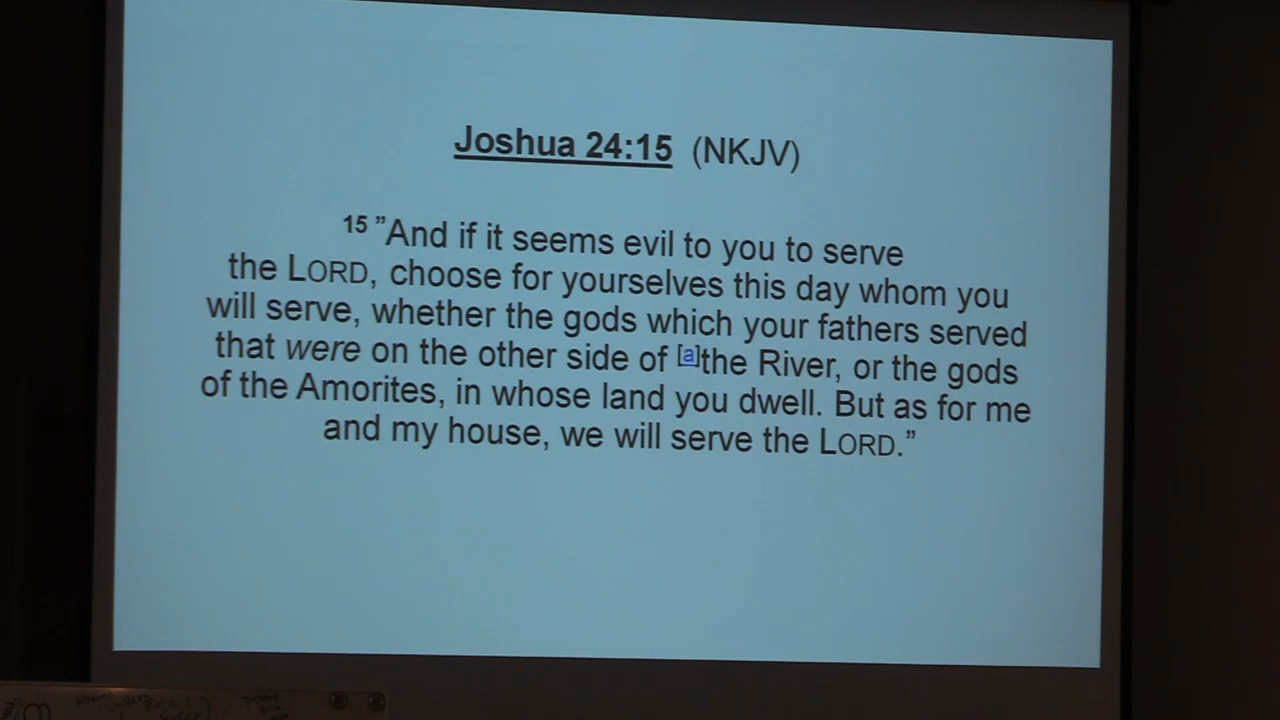 Joshua 24:15 (NKJV)
15 ”And if it seems evil to you to serve
the LORD, choose for yourselves this day whom you
will serve, whether the gods which your fathers served
that were on the other side of [a]the River, or the gods
of the Amorites, in whose land you dwell. But as for me
and my house, we will serve the LORD.”